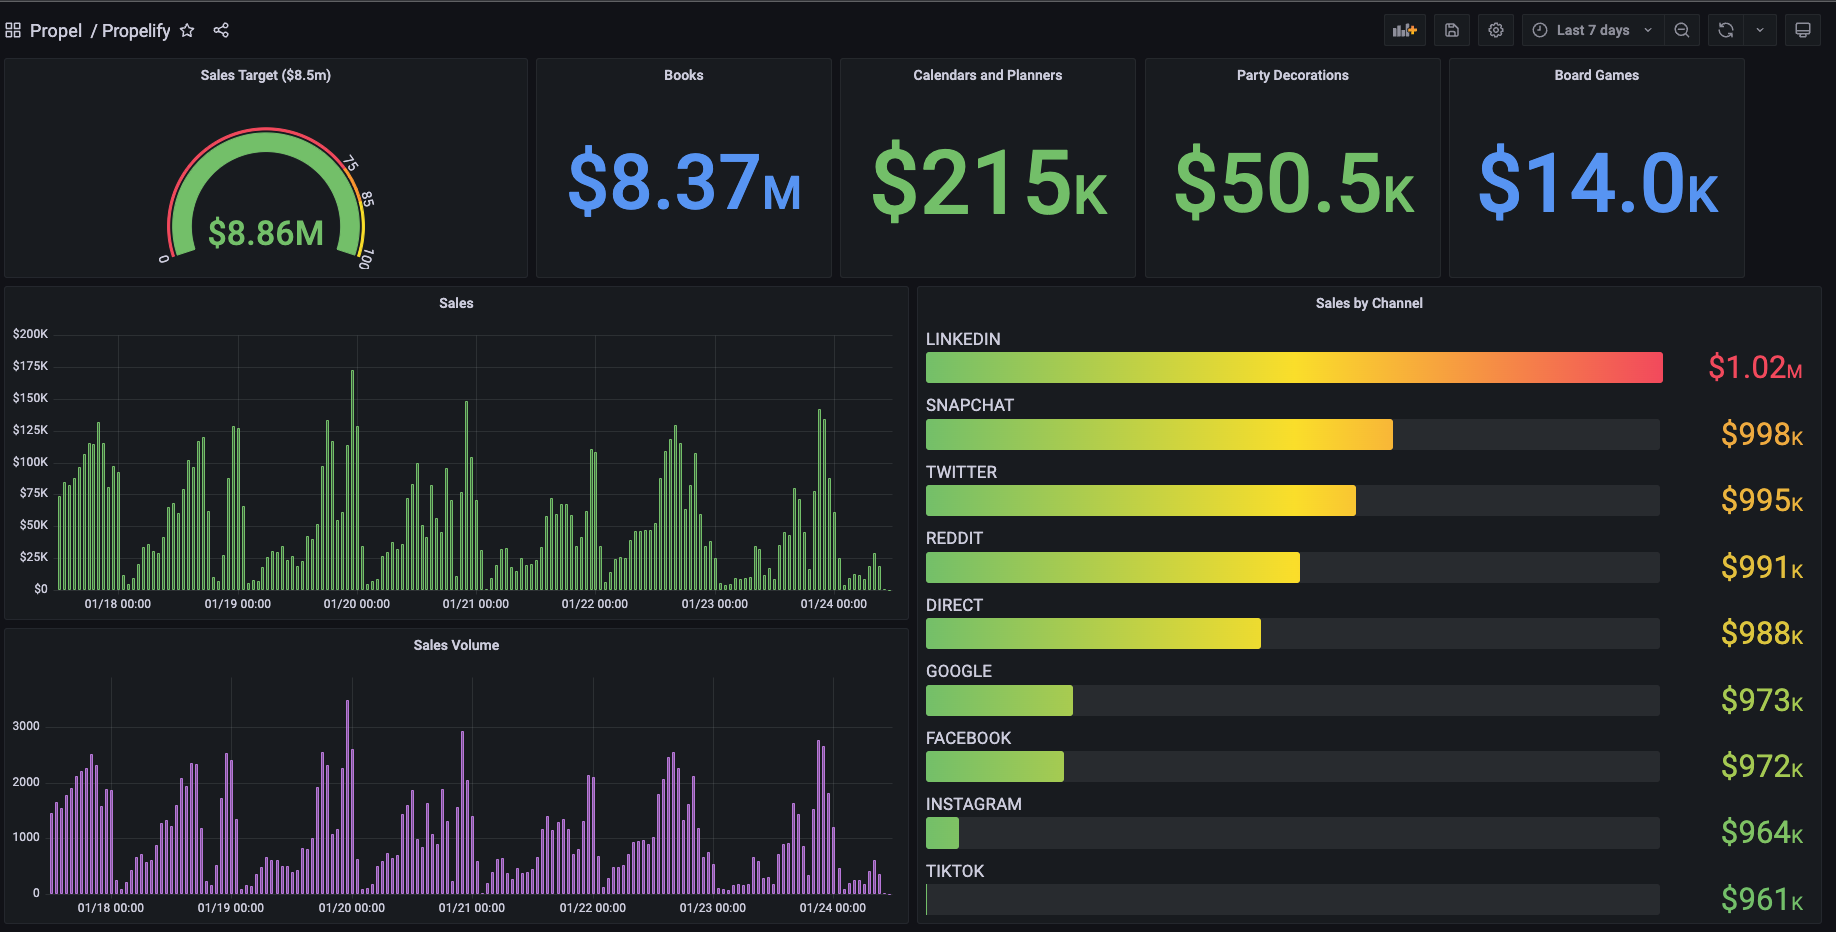 Propel / Propelify
Last 7 days
Sales Target ($8.5m)
0
75
85
100
$8.86M
Books
$8.37M
Calendars and Planners
$215K
Party Decorations
$50.5K
Board Games
$14.0K
Sales
$200K
$175K
$150K
$125K
$100K
$75K
$50K
$25K
$0
01/18 00:00 01/19 00:00 01/20 00:00 01/21 00:00 01/22 00:00 01/23 00:00 01/24 00:00
Sales Volume
3000
2000
1000
0
01/18 00:00 01/19 00:00 01/20 00:00 01/21 00:00 01/22 00:00 01/23 00:00 01/24 00:00
Sales by Channel
LINKEDIN
$1.02M
SNAPCHAT
$998K
TWITTER
$995K
REDDIT
$991K
DIRECT
$988K
GOOGLE
$973K
FACEBOOK
$972K
INSTAGRAM
$964K
TIKTOK
$961K